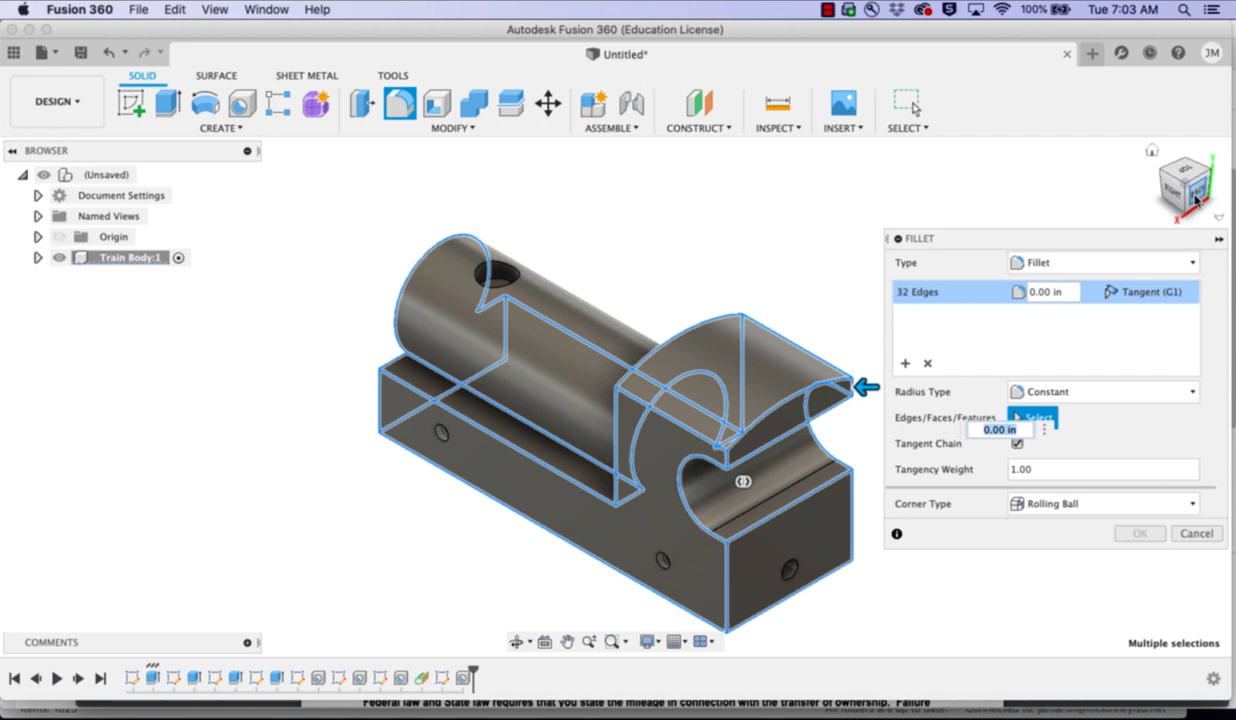 Fusion 360 File Edit View Window Help 100% Tue 7:03 AM
Autodesk Fusion 360 (Education License)
Untitled*
JM
SOLID SURFACE SHEET METAL TOOLS
DESIGN
CREATE MODIFY ASSEMBLE CONSTRUCT INSPECT INSERT SELECT
BROWSER
(Unsaved)
Document Settings
Named Views
Origin
Train Body:1
TOP
RIGHT
Y
X
FILLET
Type Fillet
32 Edges 0.00 in Tangent (G1)
Radius Type Constant
Edges/Faces/Features Select
0.00 in
Tangent Chain
Tangency Weight 1.00
Corner Type Rolling Ball
OK Cancel
COMMENTS
Multiple selections
Federal law and State law requires that you state the mileage in connection with the transfer of ownership. Failure